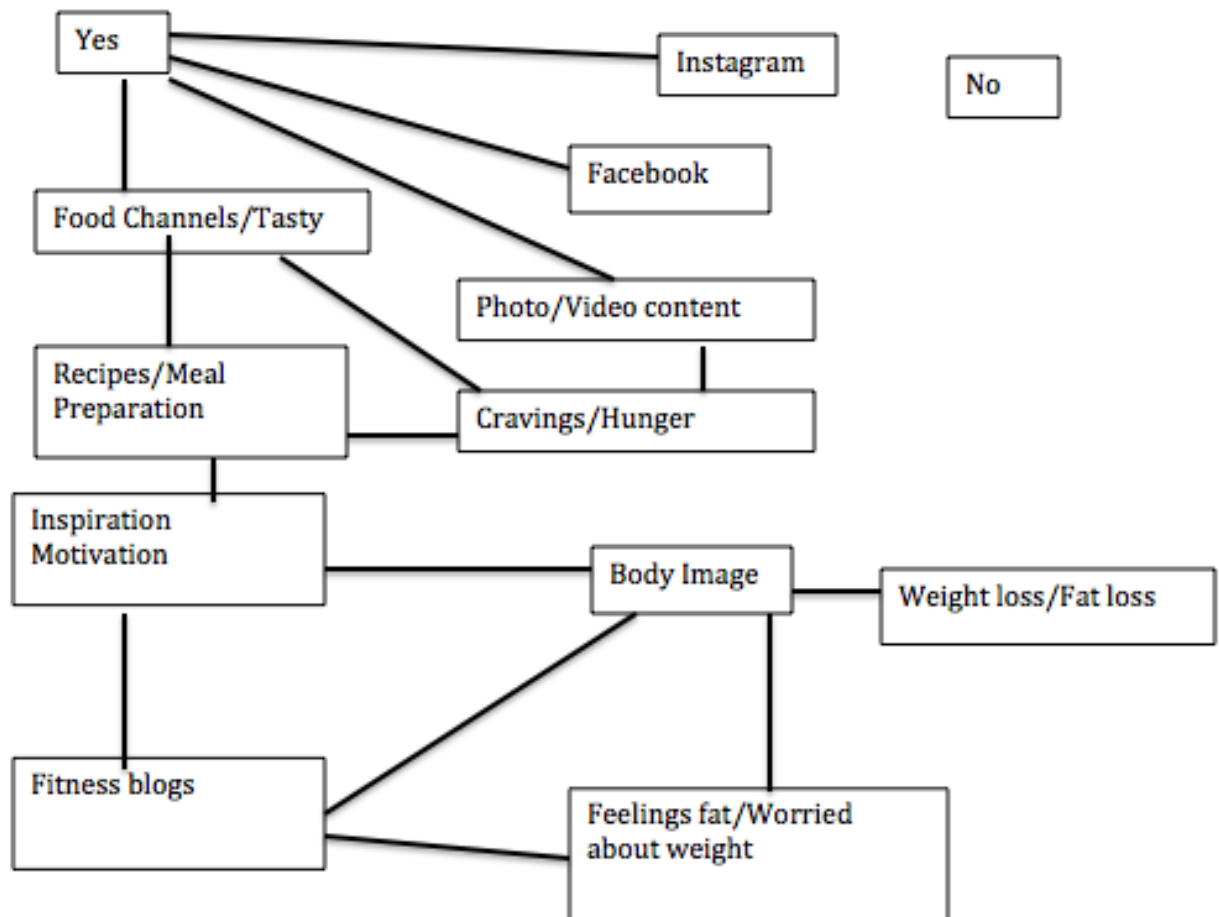 Yes
Instagram
No
Facebook
Food Channels/Tasty
Photo/Video content
Recipes/Meal
Preparation
Cravings/Hunger
Inspiration
Motivation
Body Image
Weight loss/Fat loss
Fitness blogs
Feelings fat/Worried
about weight